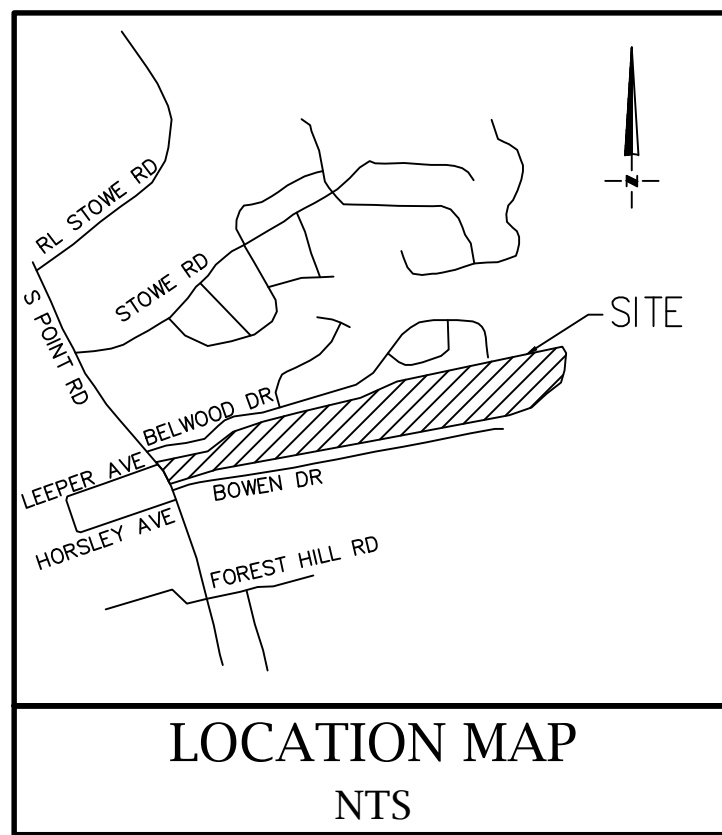 RL STOWE RD
N
STOWE RD
S POINT RD
SITE
BELWOOD DR
LEEPER AVE
BOWEN DR
HORSLEY AVE
FOREST HILL RD
LOCATION MAP
NTS